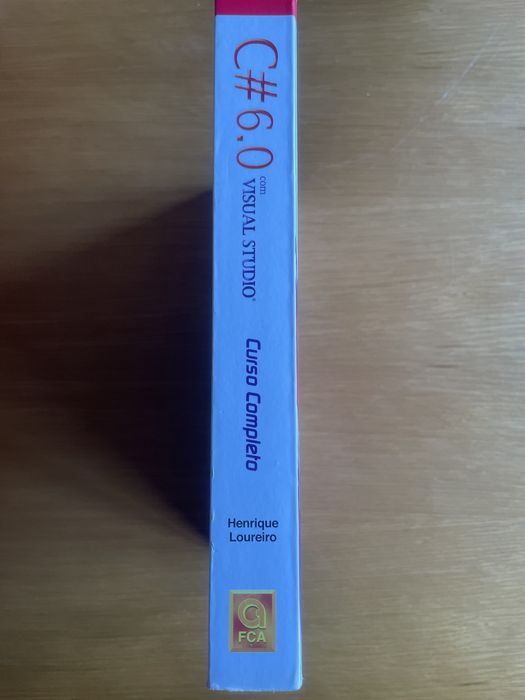 C# 6.0
com
VISUAL STUDIO®
Curso Completo
Henrique
Loureiro
FCA